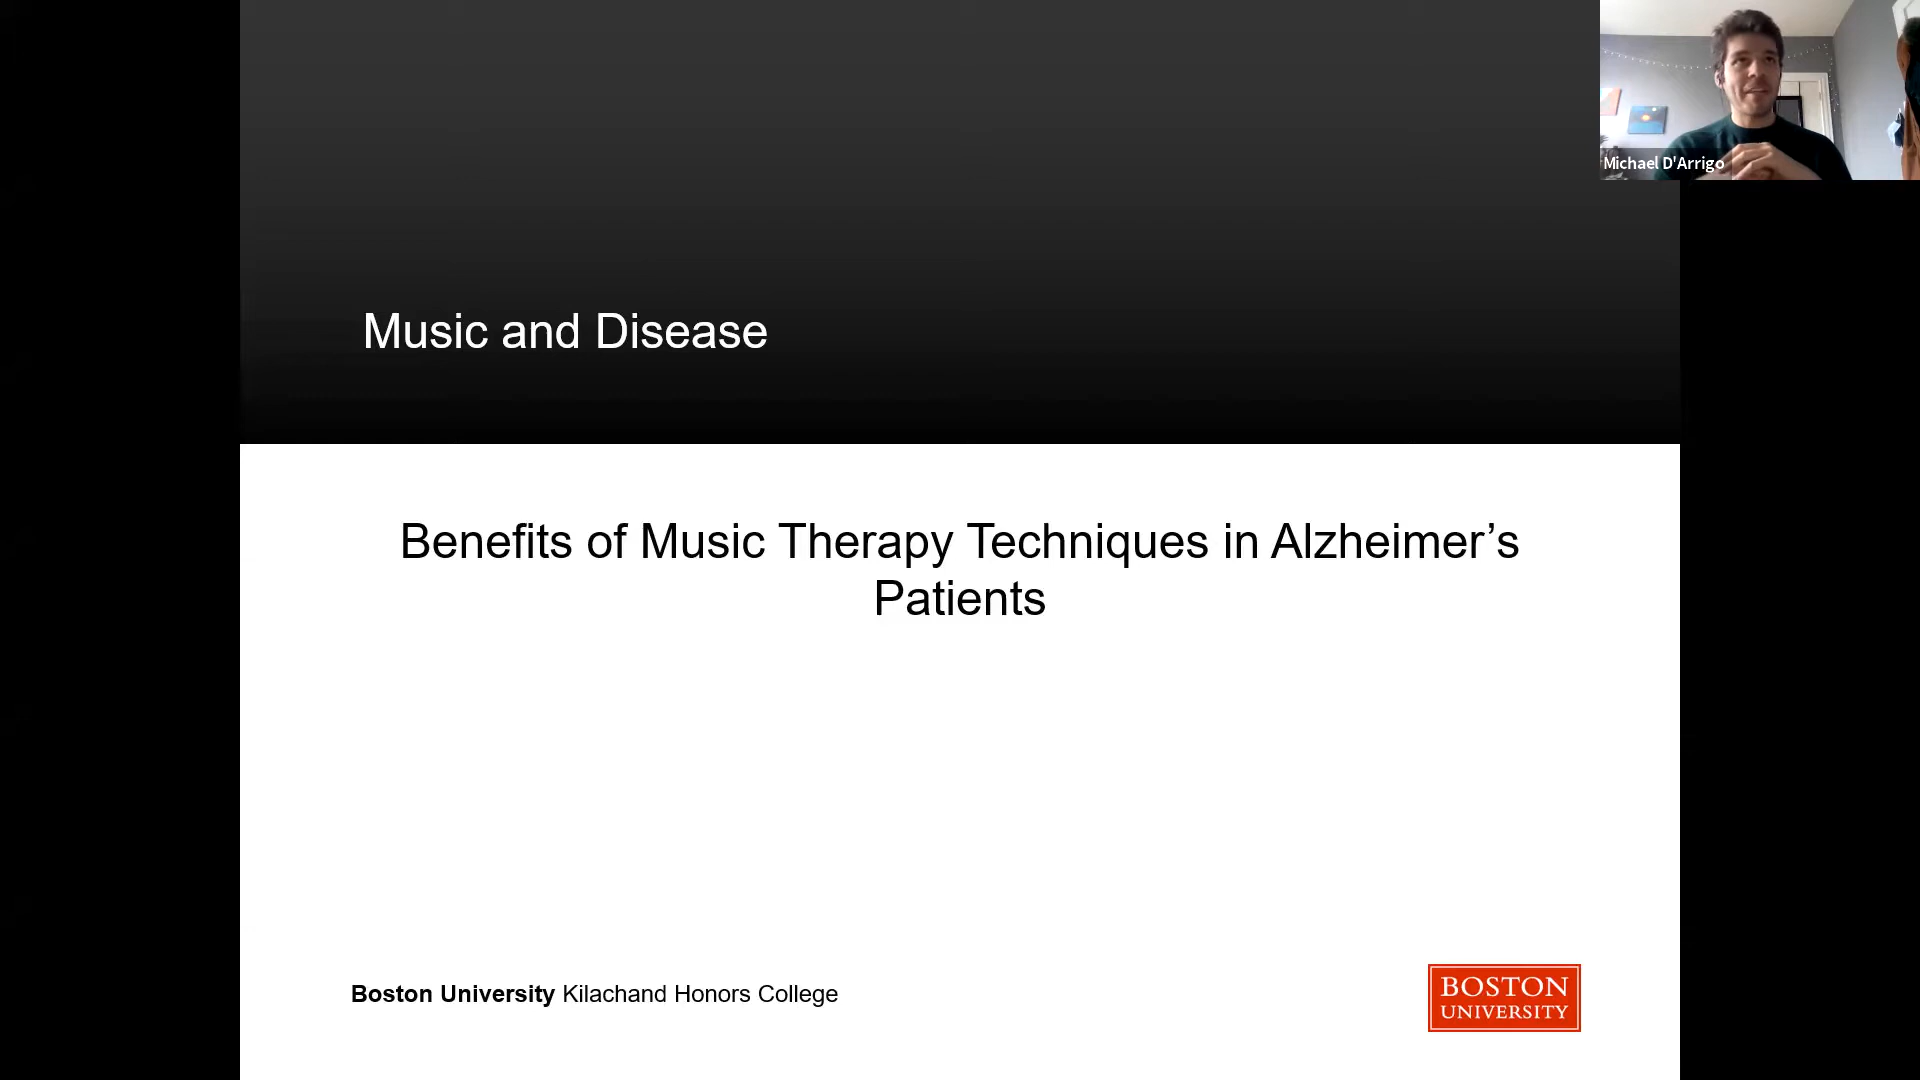 Michael D'Arrigo
Music and Disease
Benefits of Music Therapy Techniques in Alzheimer’s
Patients
Boston University Kilachand Honors College
BOSTON
UNIVERSITY